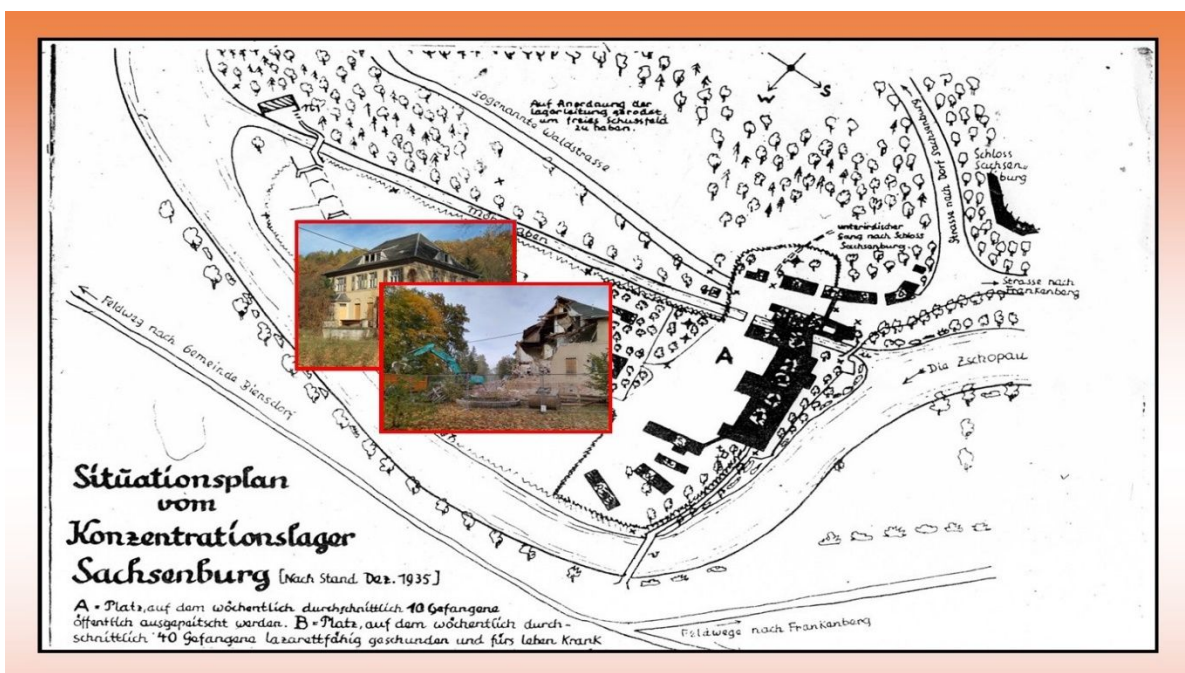 W
S
Auf Anordnung der
Lagerleitung gerodet
um freies Schussfeld
zu haben.
sogenannte Waldstrasse
Strasse nach Dorf Sachsenburg
Schloss
Sachsen
burg
unterirdischer
Gang nach Schloss
Sachsenburg
Strasse nach
Frankenberg
Die Zschopau
A
Feldweg nach Gemeinde Biensdorf
Situationsplan
vom
Konzentrationslager
Sachsenburg [Nach Stand Dez. 1935]
A = Platz, auf dem wöchentlich durchschnittlich 10 Gefangene
öffentlich ausgepeitscht werden. B = Platz, auf dem wöchentlich durch-
schnittlich 40 Gefangene lazarettfähig geschunden und fürs leben Krank
Feldwege nach Frankenberg